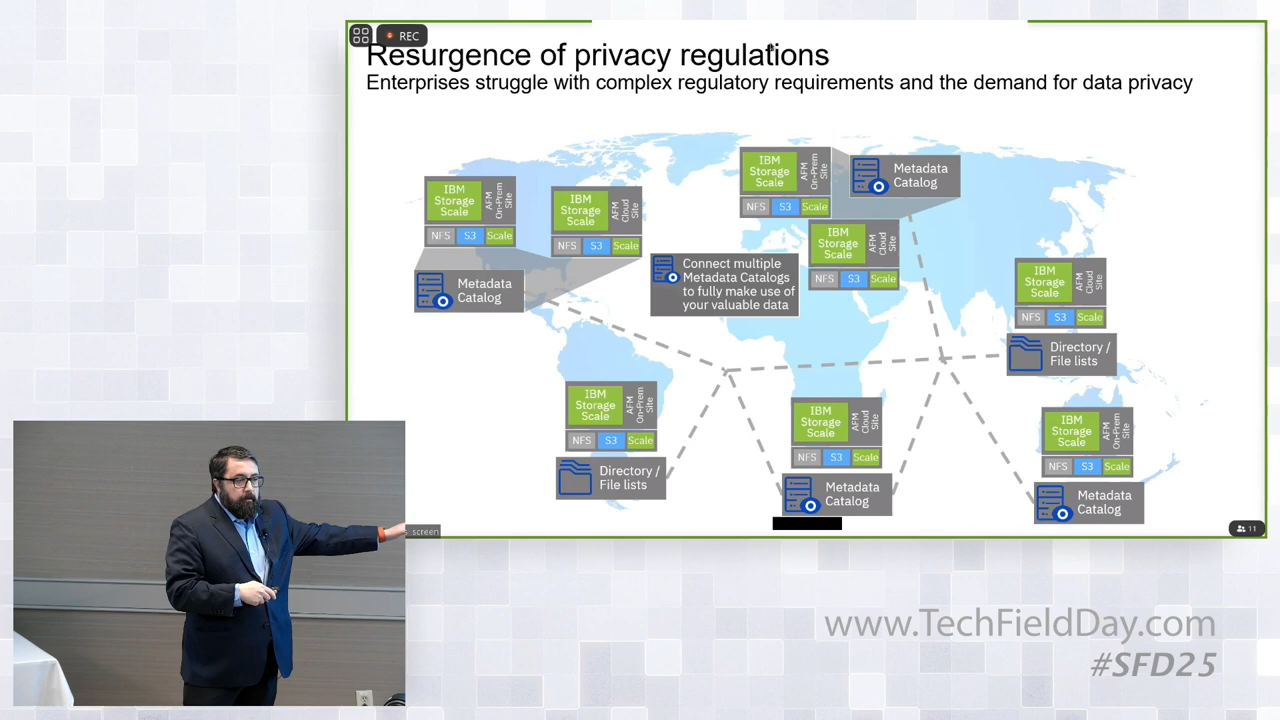 REC
Resurgence of privacy regulations
Enterprises struggle with complex regulatory requirements and the demand for data privacy
IBM
Storage
Scale
AFM
On-Prem
Site
NFS
S3
Scale
Metadata
Catalog
IBM
Storage
Scale
AFM
Cloud
Site
NFS
S3
Scale
IBM
Storage
Scale
AFM
On-Prem
Site
NFS
S3
Scale
Metadata
Catalog
IBM
Storage
Scale
AFM
Cloud
Site
NFS
S3
Scale
Connect multiple
Metadata Catalogs
to fully make use of
your valuable data
IBM
Storage
Scale
AFM
Cloud
Site
NFS
S3
Scale
Directory /
File lists
IBM
Storage
Scale
AFM
On-Prem
Site
NFS
S3
Scale
Directory /
File lists
IBM
Storage
Scale
AFM
Cloud
Site
NFS
S3
Scale
Metadata
Catalog
IBM
Storage
Scale
AFM
On-Prem
Site
NFS
S3
Scale
Metadata
Catalog
screen
11
www.TechFieldDay.com
#SFD25